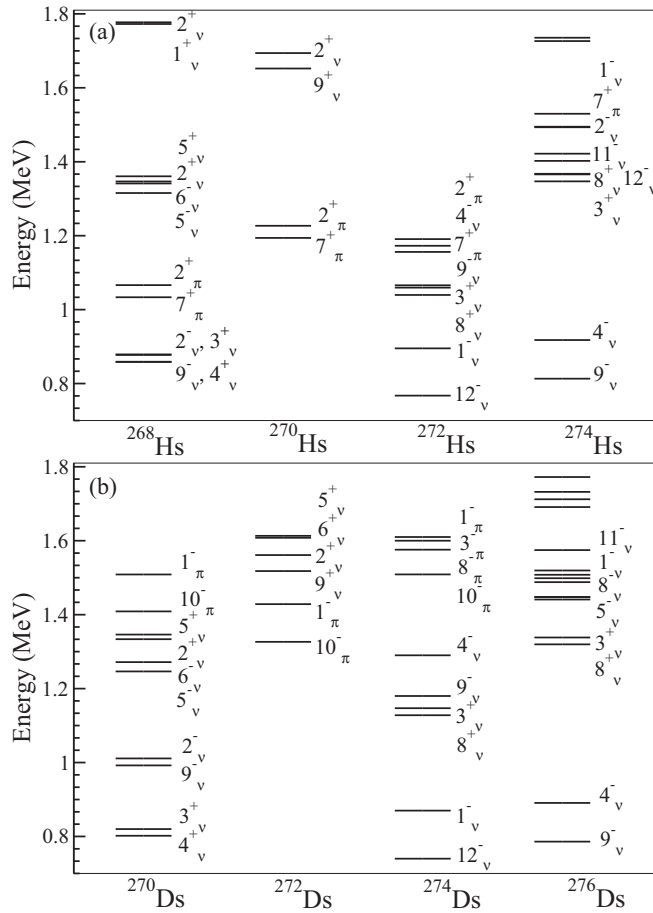 (a)
Energy (MeV)
1.8
1.6
1.4
1.2
1
0.8
2⁺ν
1⁺ν
5⁺ν
2⁺ν
6⁻ν
5⁻ν
2⁺π
7⁺π
2⁻ν, 3⁺ν
9⁻ν, 4⁺ν
2⁺ν
9⁺ν
2⁺π
7⁺π
2⁺π
4⁻ν
7⁺π
9⁻ν
3⁺ν
8⁺ν
1⁻ν
12⁻ν
1⁻ν
7⁺π
2⁻ν
11⁻ν
8⁺ν 12⁻ν
3⁺ν
4⁻ν
9⁻ν
²⁶⁸Hs ²⁷⁰Hs ²⁷²Hs ²⁷⁴Hs
(b)
Energy (MeV)
1.8
1.6
1.4
1.2
1
0.8
1⁻π
10⁻π
5⁺ν
2⁺ν
6⁻ν
5⁻ν
2⁻ν
9⁻ν
3⁺ν
4⁺ν
5⁺ν
6⁺ν
2⁺ν
9⁺ν
1⁻π
10⁻π
1⁻π
3⁻π
8⁻π
10⁻π
4⁻ν
9⁻ν
3⁺ν
8⁺ν
1⁻ν
12⁻ν
11⁻ν
1⁻ν
8⁻ν
5⁻ν
3⁺ν
8⁺ν
4⁻ν
9⁻ν
²⁷⁰Ds ²⁷²Ds ²⁷⁴Ds ²⁷⁶Ds